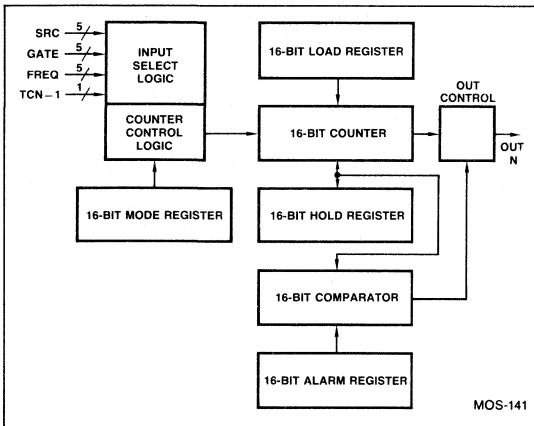 SRC 5
GATE 5
FREQ 5
TCN–1 1
INPUT
SELECT
LOGIC
COUNTER
CONTROL
LOGIC
16-BIT MODE REGISTER
16-BIT LOAD REGISTER
16-BIT COUNTER
16-BIT HOLD REGISTER
16-BIT COMPARATOR
16-BIT ALARM REGISTER
OUT
CONTROL
OUT
N
MOS-141